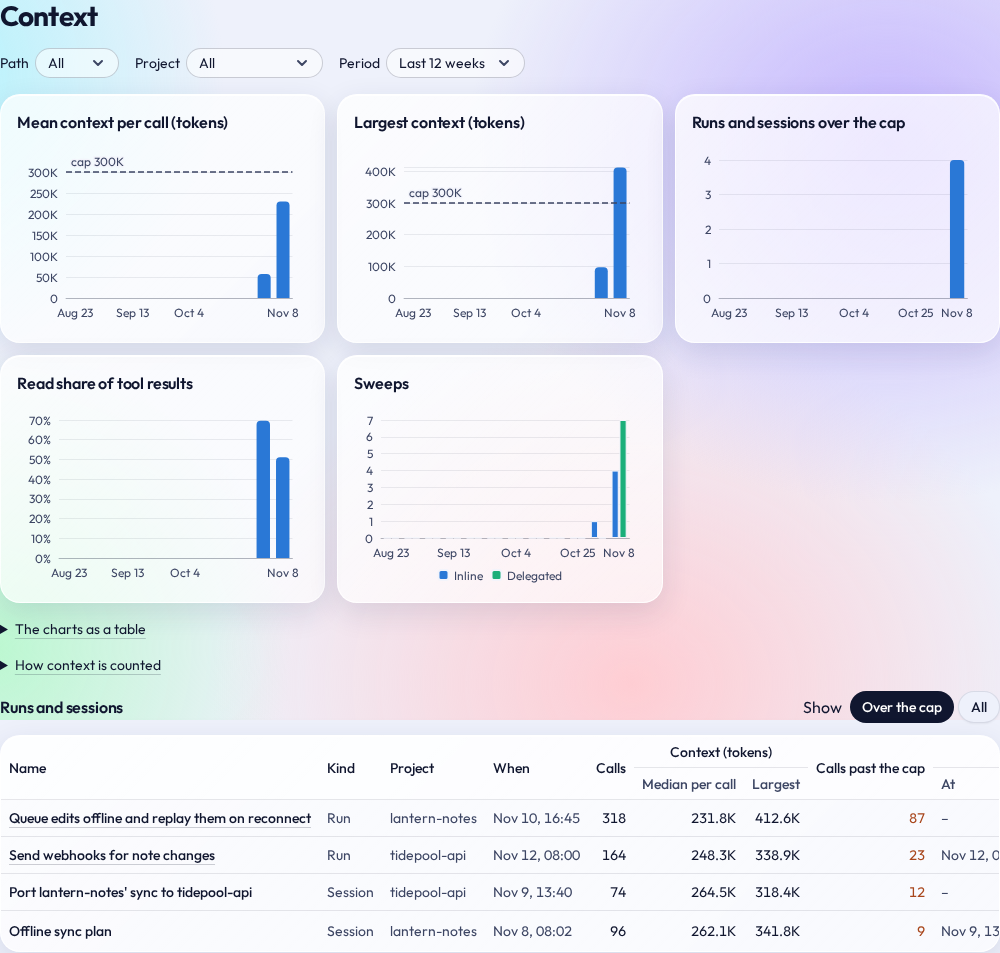 Context
Path All Project All Period Last 12 weeks
Mean context per call (tokens)
cap 300K
300K
250K
200K
150K
100K
50K
0
Aug 23 Sep 13 Oct 4 Nov 8
Largest context (tokens)
400K
cap 300K
300K
200K
100K
0
Aug 23 Sep 13 Oct 4 Nov 8
Runs and sessions over the cap
4
3
2
1
0
Aug 23 Sep 13 Oct 4 Oct 25 Nov 8
Read share of tool results
70%
60%
50%
40%
30%
20%
10%
0%
Aug 23 Sep 13 Oct 4 Nov 8
Sweeps
7
6
5
4
3
2
1
0
Aug 23 Sep 13 Oct 4 Oct 25 Nov 8
Inline Delegated
The charts as a table
How context is counted
Runs and sessions Show Over the cap All
Context (tokens)
Name Kind Project When Calls Calls past the cap
Median per call Largest At
Queue edits offline and replay them on reconnect Run lantern-notes Nov 10, 16:45 318 231.8K 412.6K 87 –
Send webhooks for note changes Run tidepool-api Nov 12, 08:00 164 248.3K 338.9K 23 Nov 12, 0
Port lantern-notes' sync to tidepool-api Session tidepool-api Nov 9, 13:40 74 264.5K 318.4K 12 –
Offline sync plan Session lantern-notes Nov 8, 08:02 96 262.1K 341.8K 9 Nov 9, 13